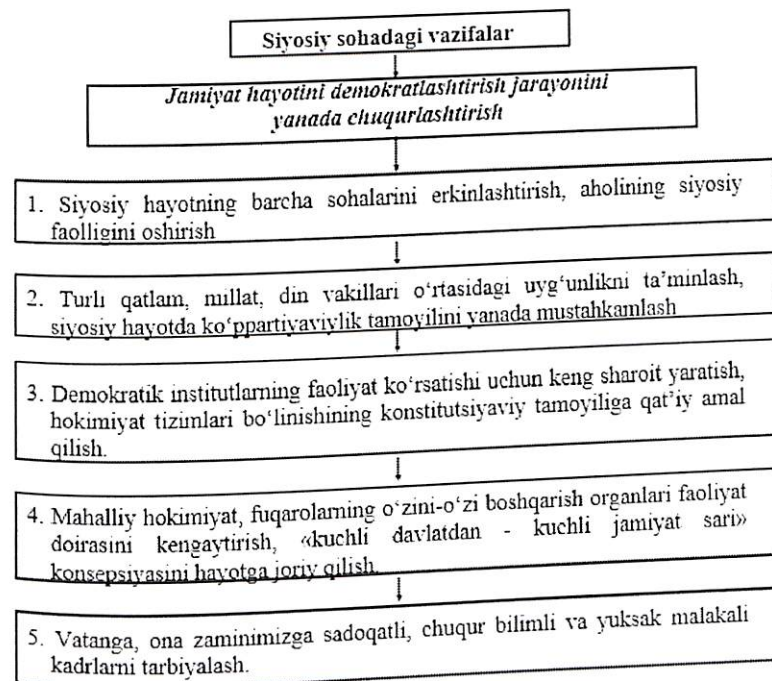 Siyosiy sohadagi vazifalar
Jamiyat hayotini demokratlashtirish jarayonini
yanada chuqurlashtirish
1. Siyosiy hayotning barcha sohalarini erkinlashtirish, aholining siyosiy
faolligini oshirish
2. Turli qatlam, millat, din vakillari o‘rtasidagi uyg‘unlikni ta’minlash,
siyosiy hayotda ko‘ppartiyaviylik tamoyilini yanada mustahkamlash
3. Demokratik institutlarning faoliyat ko‘rsatishi uchun keng sharoit yaratish,
hokimiyat tizimlari bo‘linishining konstitutsiyaviy tamoyiliga qat’iy amal
qilish.
4. Mahalliy hokimiyat, fuqarolarning o‘zini-o‘zi boshqarish organlari faoliyat
doirasini kengaytirish, «kuchli davlatdan - kuchli jamiyat sari»
konsepsiyasini hayotga joriy qilish.
5. Vatanga, ona zaminimizga sadoqatli, chuqur bilimli va yuksak malakali
kadrlarni tarbiyalash.